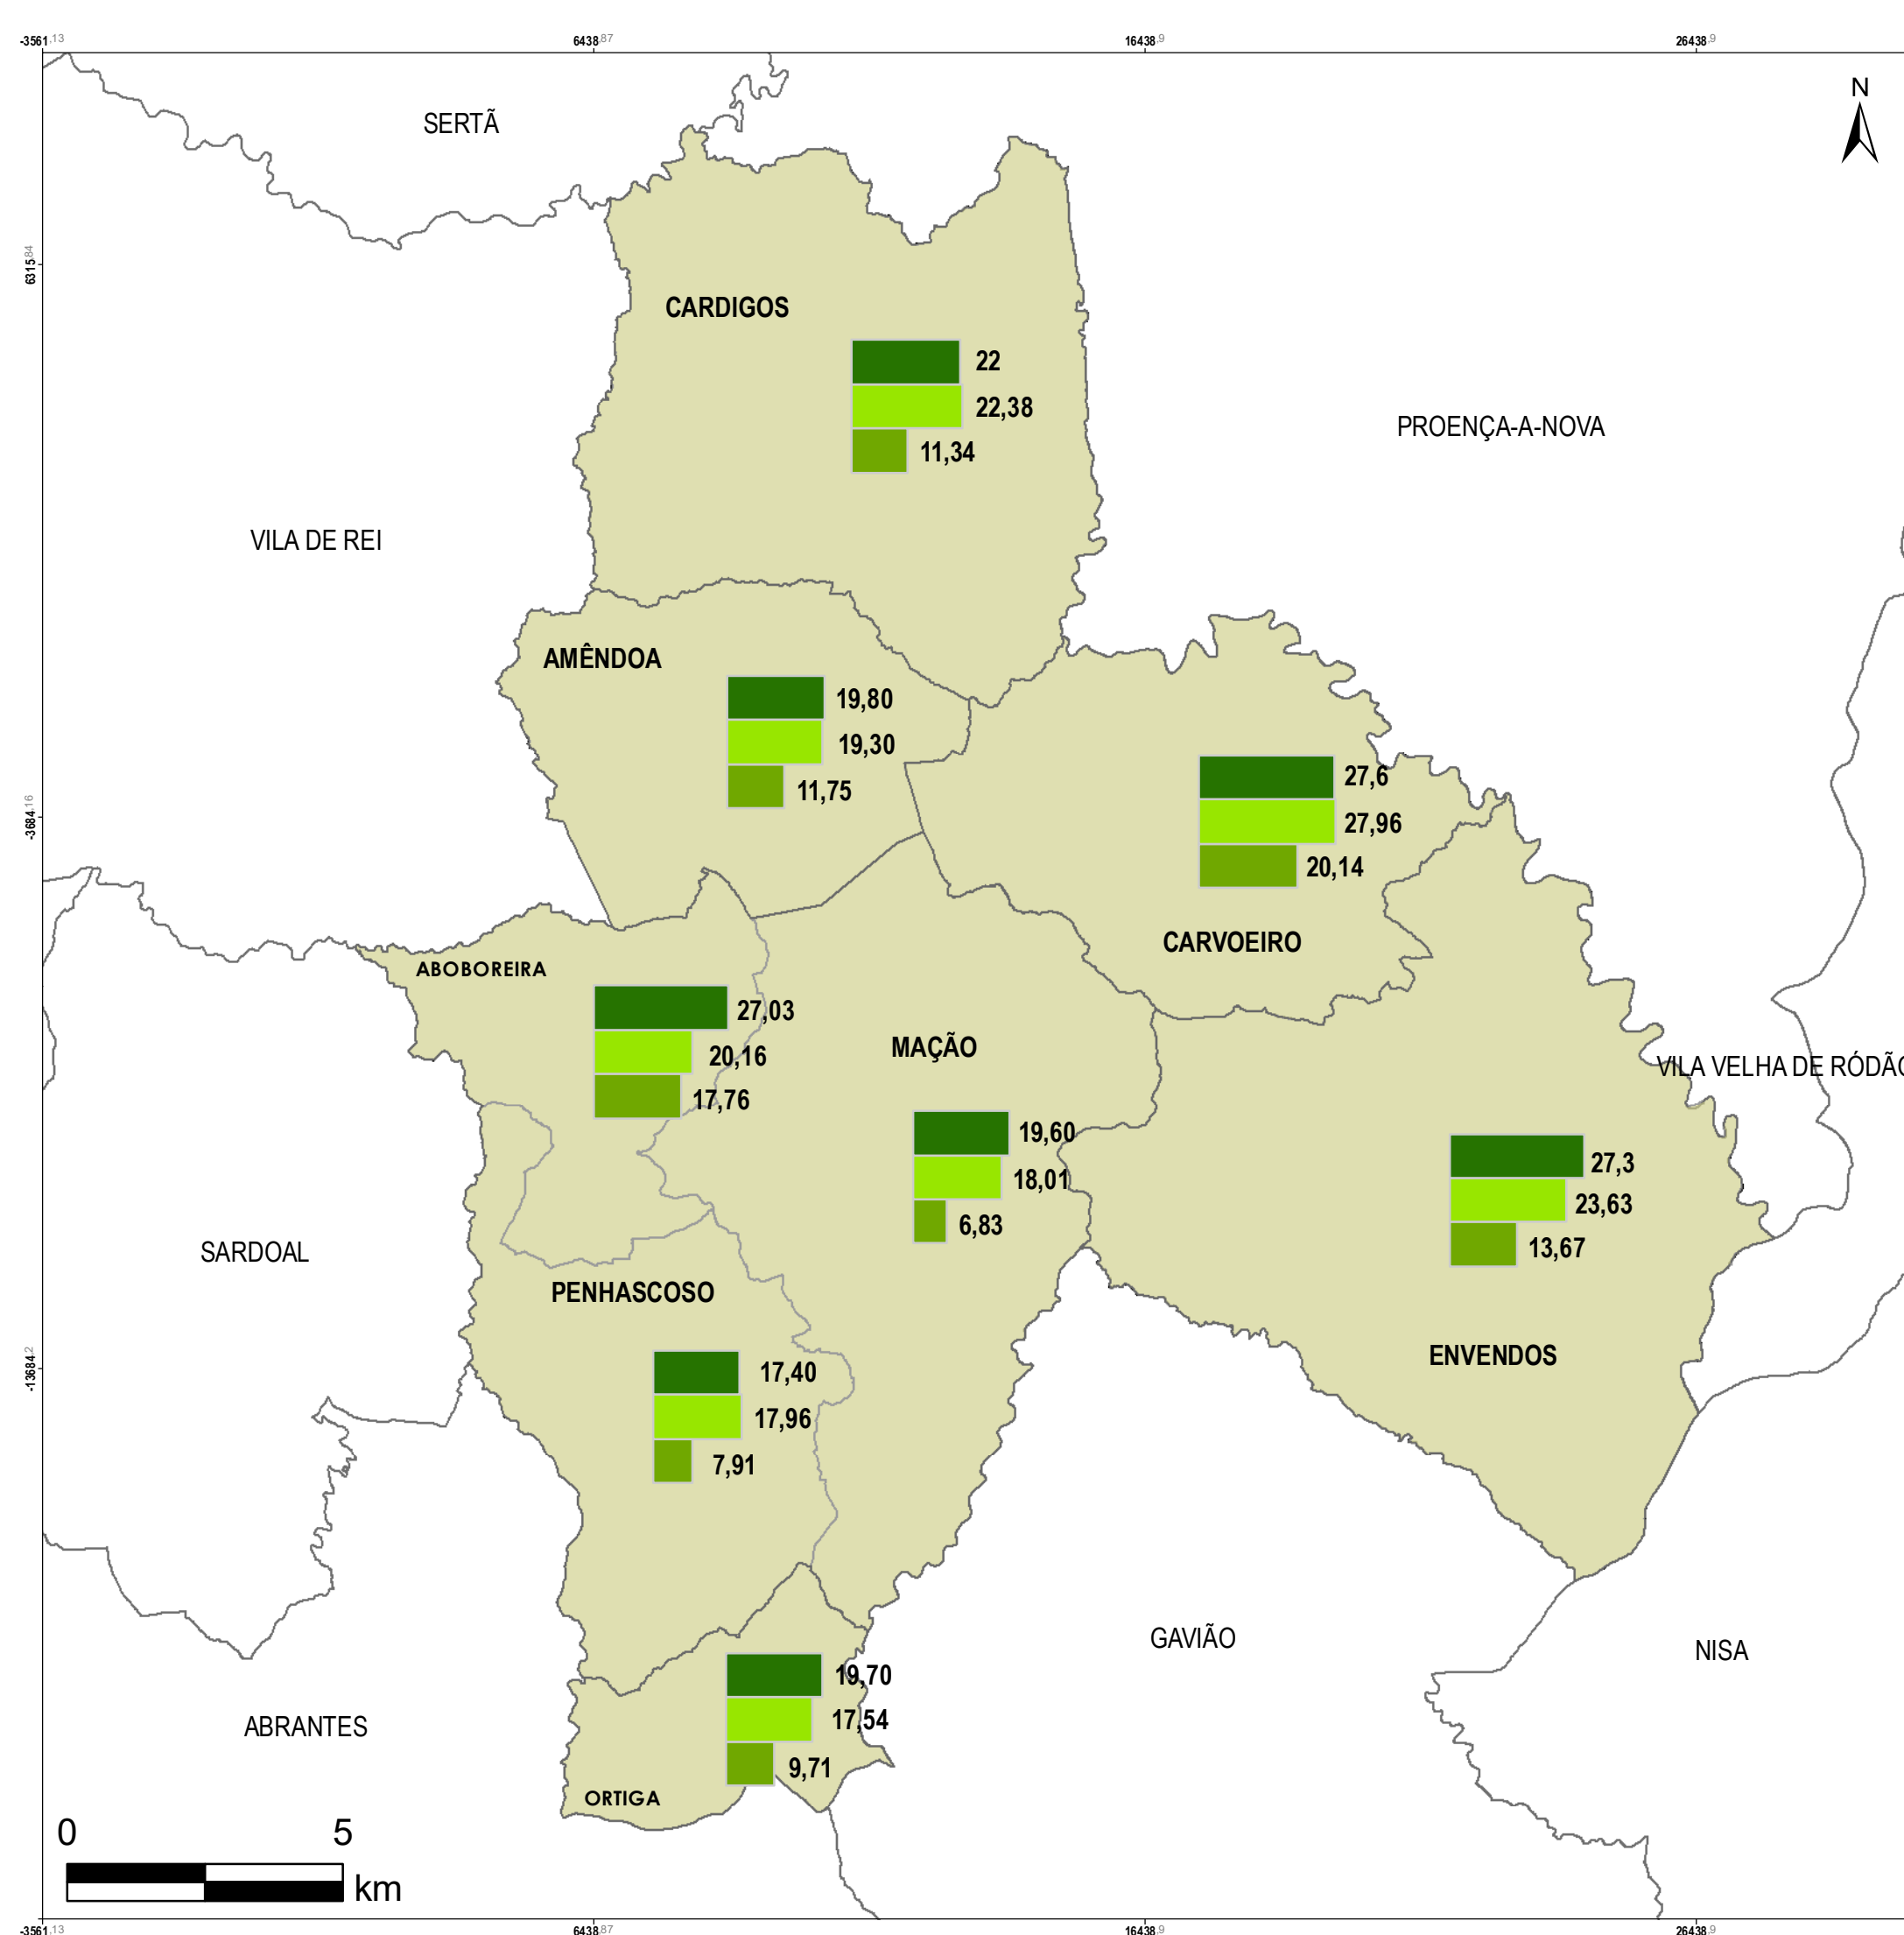 -3561,13 6438,87 16438,9 26438,9
N
SERTÃ
6315,84
CARDIGOS
22
22,38
11,34
PROENÇA-A-NOVA
VILA DE REI
AMÊNDOA
19,80
19,30
11,75
27,6
27,96
20,14
-3684,16
CARVOEIRO
ABOBOREIRA
27,03
20,16
17,76
MAÇÃO
19,60
18,01
6,83
VILA VELHA DE RÓDÃO
27,3
23,63
13,67
SARDOAL
PENHASCOSO
ENVENDOS
-13684,2
17,40
17,96
7,91
GAVIÃO
NISA
19,70
17,54
9,71
ABRANTES
ORTIGA
0 5
km
-3561,13 6438,87 16438,9 26438,9